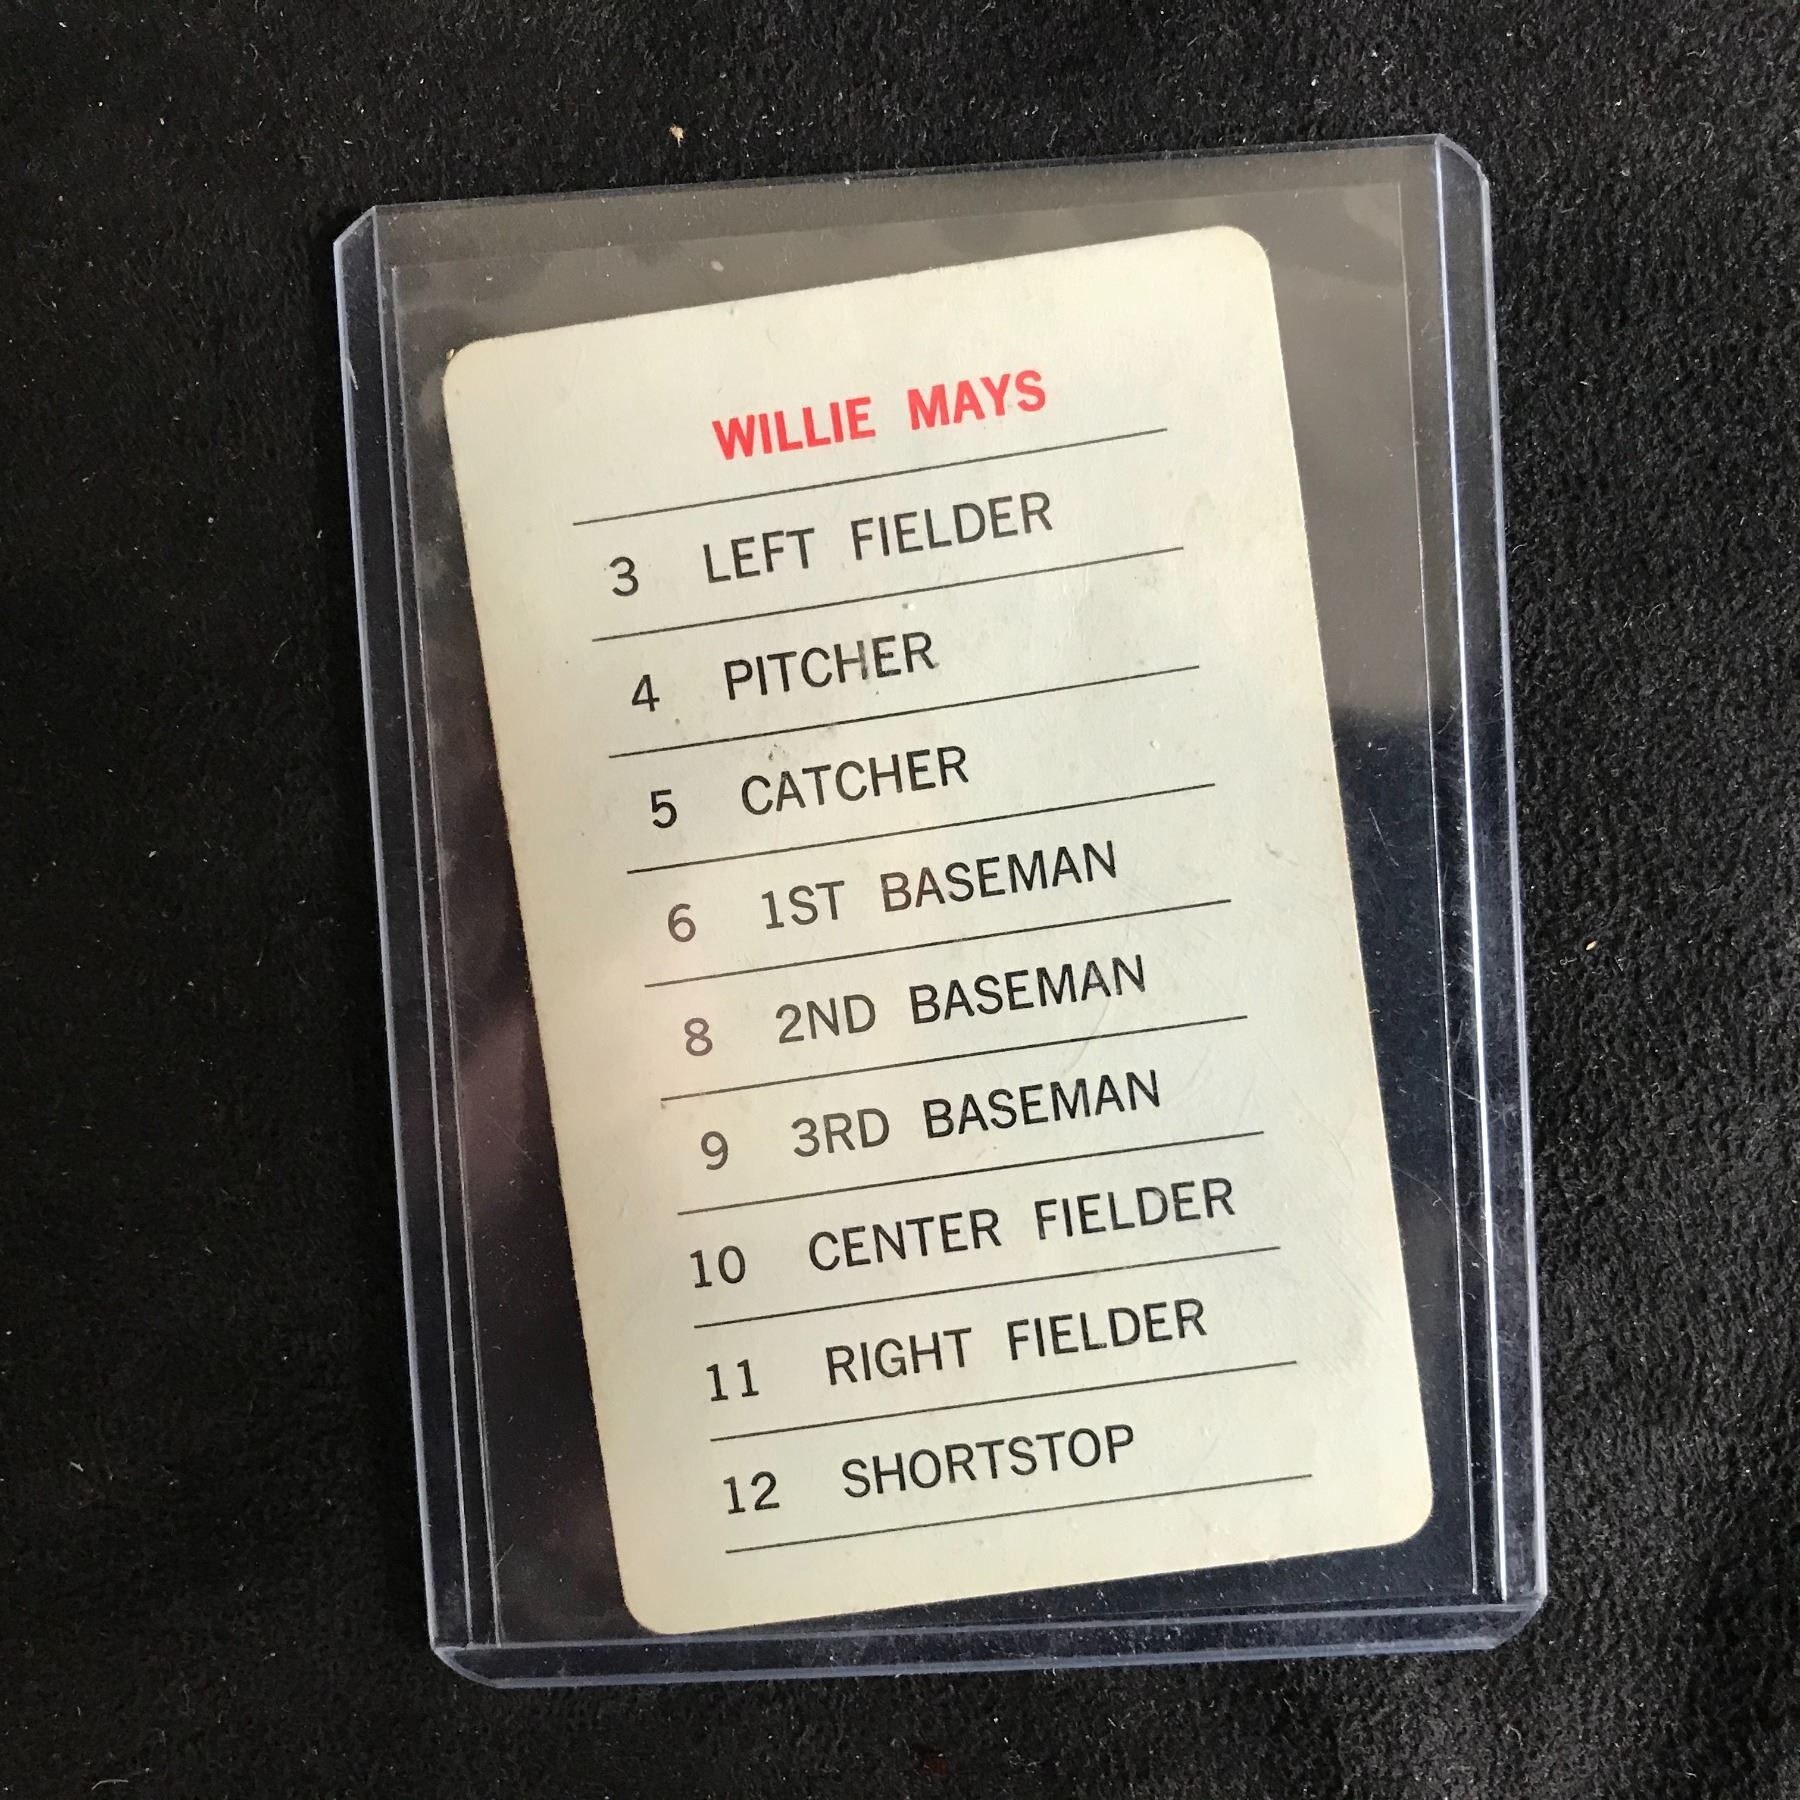 WILLIE MAYS
3 LEFT FIELDER
4 PITCHER
5 CATCHER
6 1ST BASEMAN
8 2ND BASEMAN
9 3RD BASEMAN
10 CENTER FIELDER
11 RIGHT FIELDER
12 SHORTSTOP